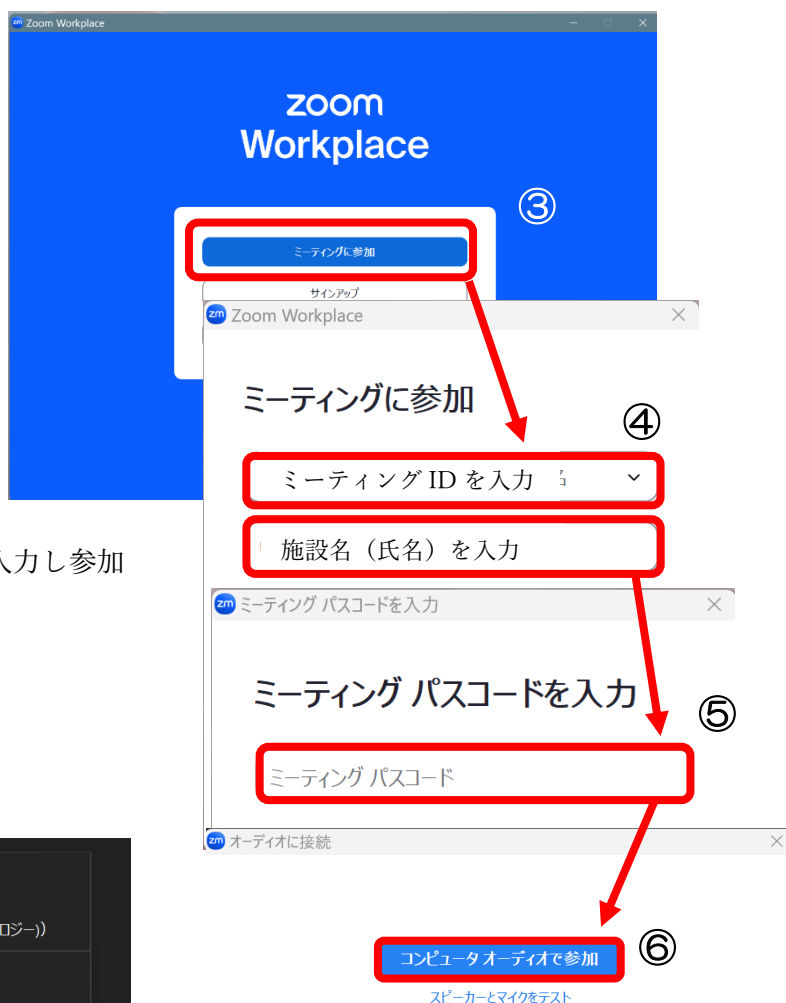 Zoom Workplace
zoom
Workplace
③
ミーティングに参加
サインアップ
Zoom Workplace
ミーティングに参加
④
ミーティング ID を入力
施設名（氏名）を入力
入力し参加
ミーティング パスコードを入力
ミーティング パスコードを入力
⑤
ミーティング パスコード
オーディオに接続
ロジー))
コンピュータ オーディオで参加
⑥
スピーカーとマイクをテスト